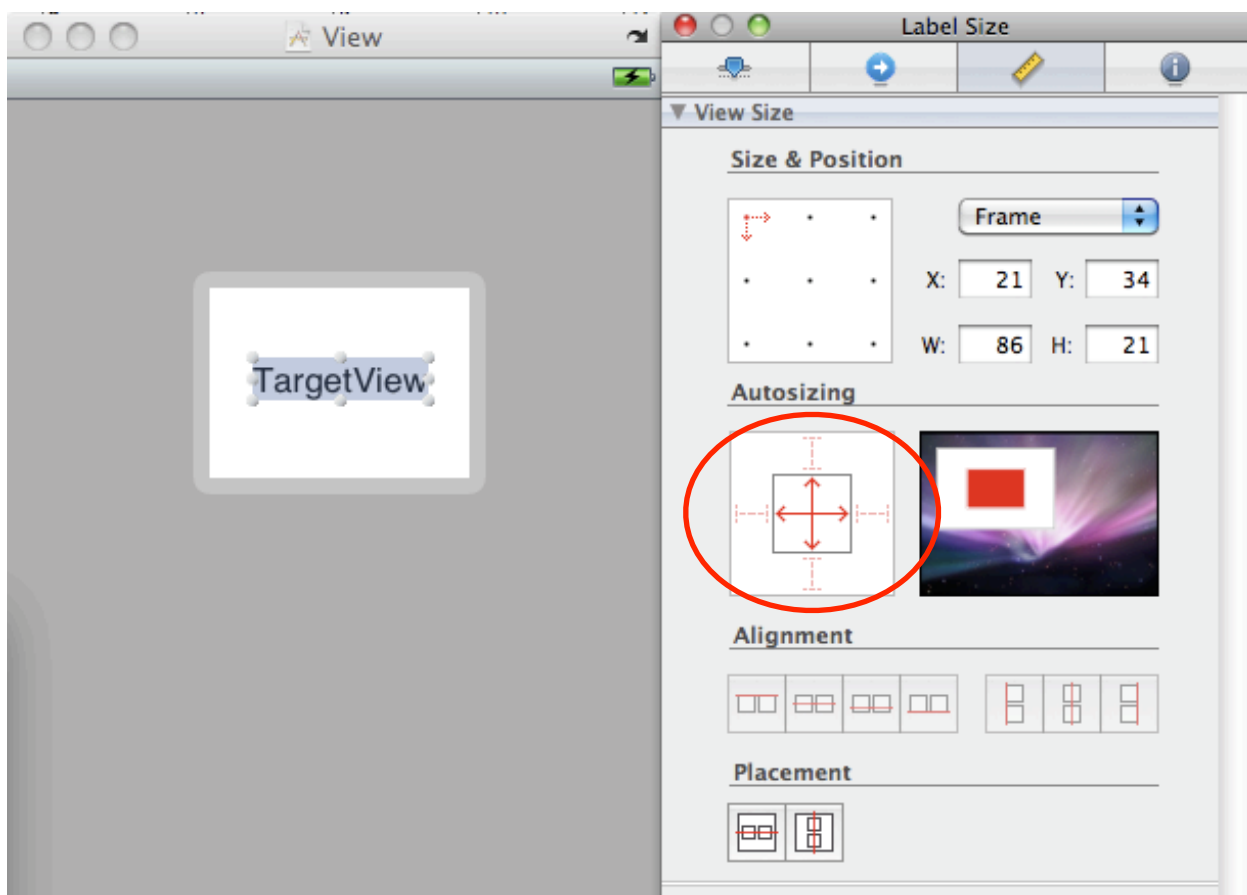 View
TargetView
Label Size
View Size
Size & Position
Frame
X: 21 Y: 34
W: 86 H: 21
Autosizing
Alignment
Placement